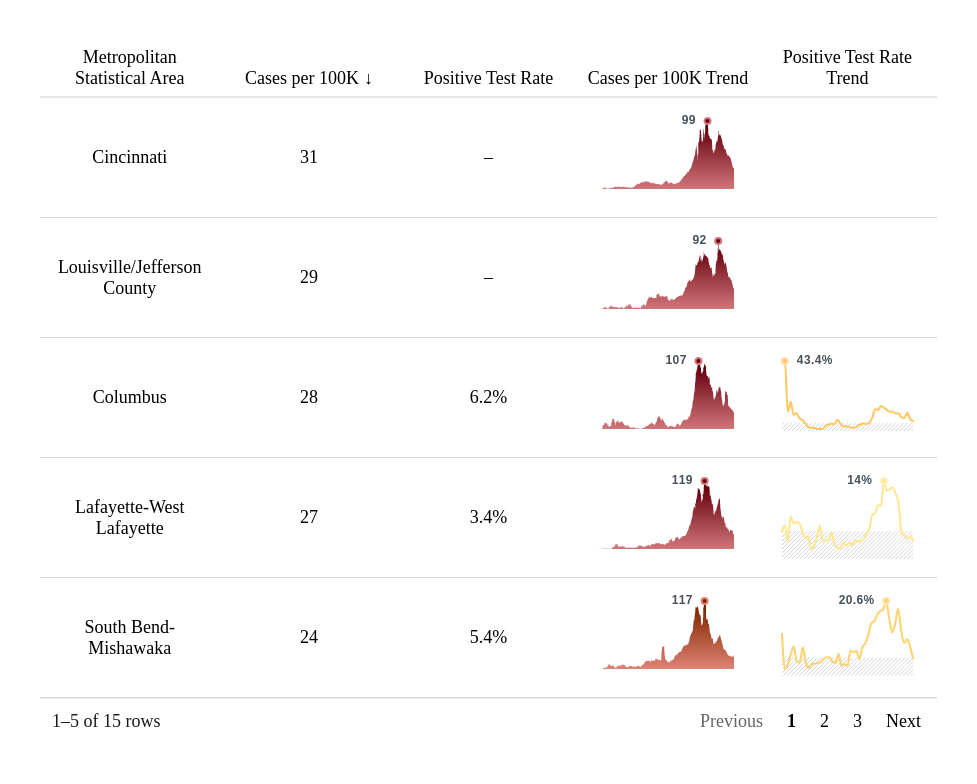 Metropolitan
Statistical Area
Cases per 100K ↓
Positive Test Rate
Cases per 100K Trend
Positive Test Rate
Trend
Cincinnati
31
–
99
Louisville/Jefferson
County
29
–
92
Columbus
28
6.2%
107
43.4%
Lafayette-West
Lafayette
27
3.4%
119
14%
South Bend-
Mishawaka
24
5.4%
117
20.6%
1–5 of 15 rows
Previous 1 2 3 Next